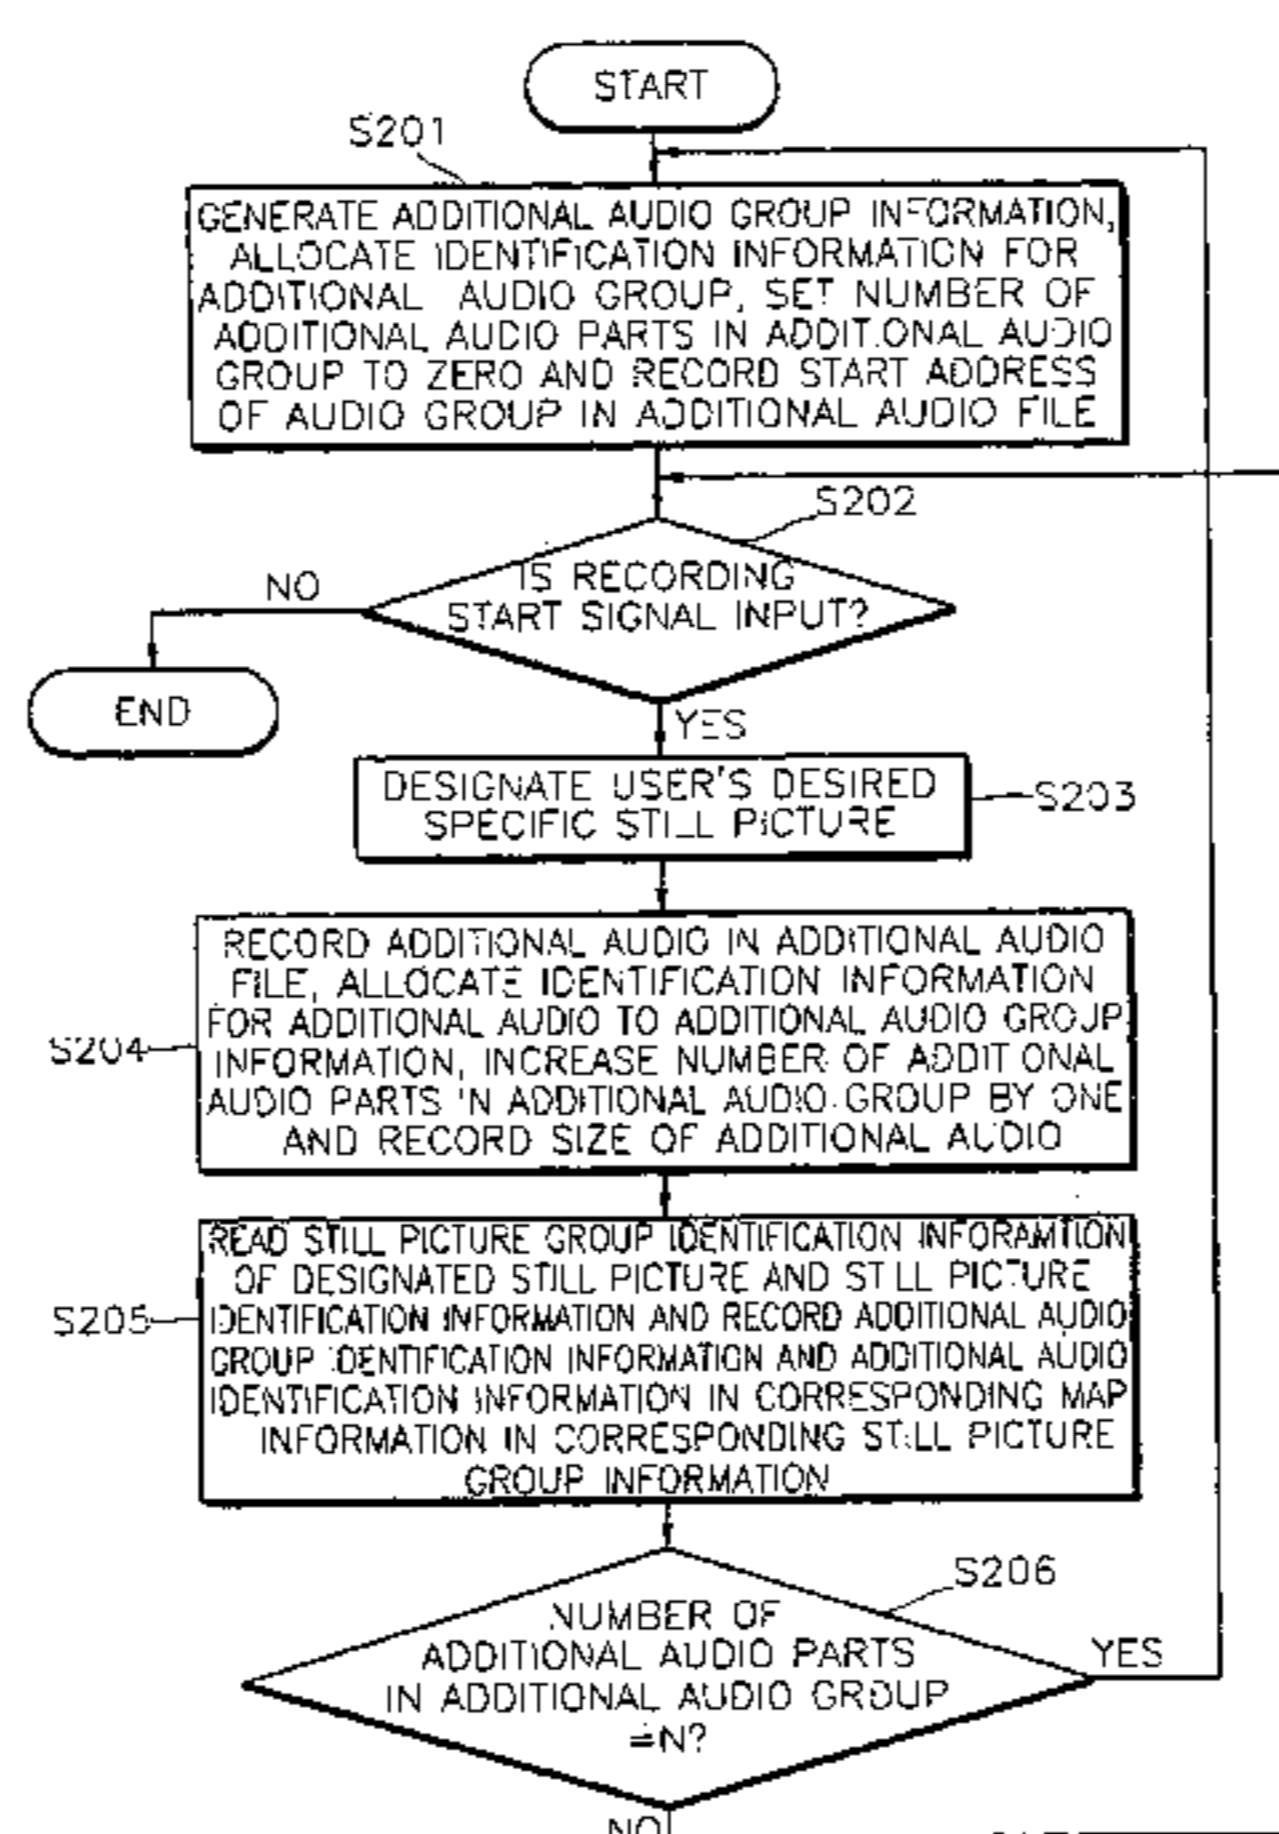 START
S201
GENERATE ADDITIONAL AUDIO GROUP INFORMATION,
ALLOCATE IDENTIFICATION INFORMATION FOR
ADDITIONAL AUDIO GROUP, SET NUMBER OF
ADDITIONAL AUDIO PARTS IN ADDITIONAL AUDIO
GROUP TO ZERO AND RECORD START ADDRESS
OF AUDIO GROUP IN ADDITIONAL AUDIO FILE
S202
IS RECORDING
START SIGNAL INPUT?
NO
END
YES
DESIGNATE USER'S DESIRED
SPECIFIC STILL PICTURE
S203
RECORD ADDITIONAL AUDIO IN ADDITIONAL AUDIO
FILE, ALLOCATE IDENTIFICATION INFORMATION
FOR ADDITIONAL AUDIO TO ADDITIONAL AUDIO GROUP
INFORMATION, INCREASE NUMBER OF ADDITIONAL
AUDIO PARTS IN ADDITIONAL AUDIO GROUP BY ONE
AND RECORD SIZE OF ADDITIONAL AUDIO
S204
READ STILL PICTURE GROUP IDENTIFICATION INFORAMTION
OF DESIGNATED STILL PICTURE AND STILL PICTURE
IDENTIFICATION INFORMATION AND RECORD ADDITIONAL AUDIO
GROUP IDENTIFICATION INFORMATION AND ADDITIONAL AUDIO
IDENTIFICATION INFORMATION IN CORRESPONDING MAP
INFORMATION IN CORRESPONDING STILL PICTURE
GROUP INFORMATION
S205
S206
NUMBER OF
ADDITIONAL AUDIO PARTS
IN ADDITIONAL AUDIO GROUP
=N?
YES
NO